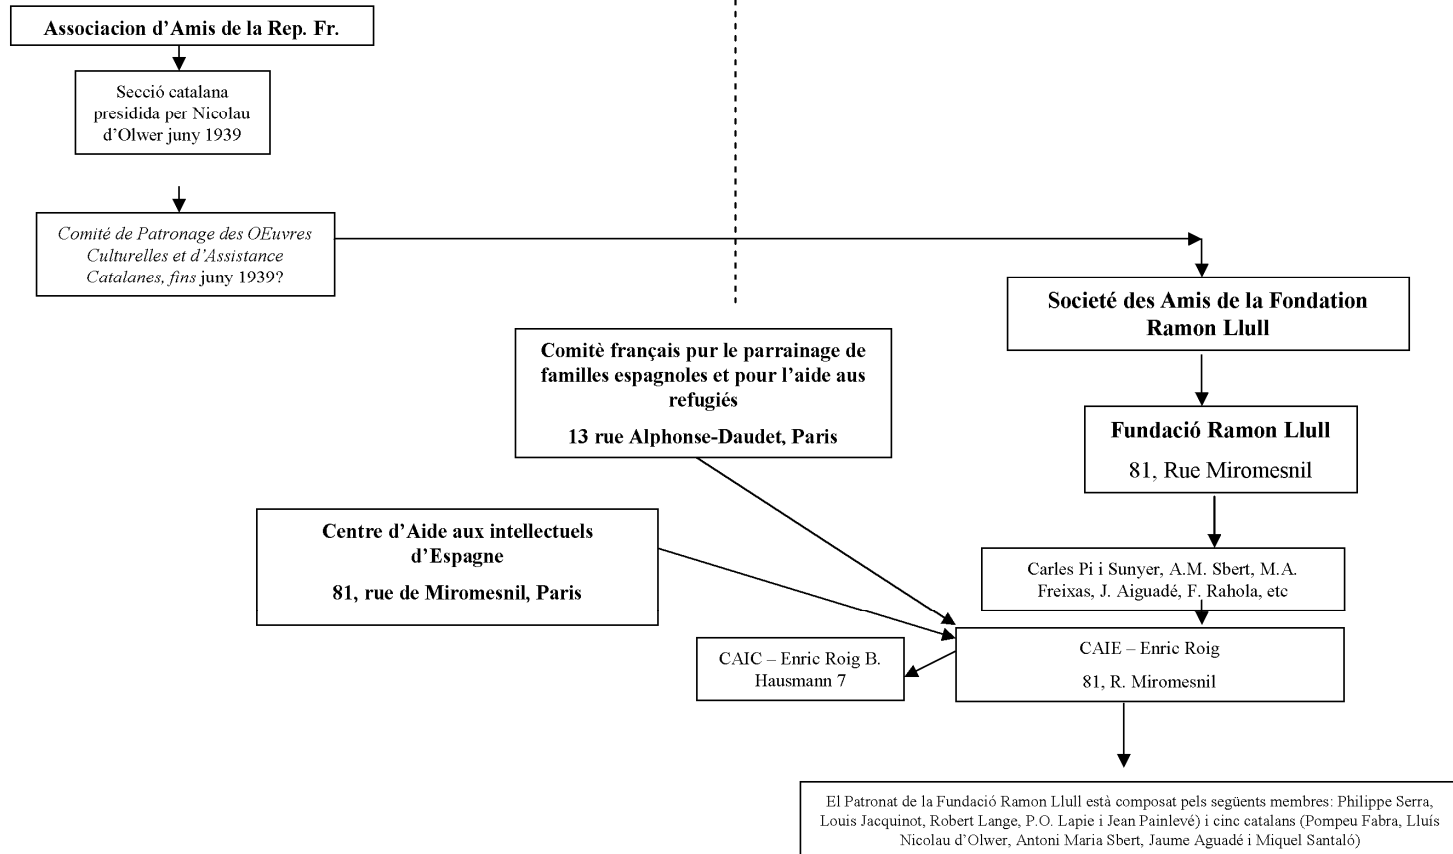 Associacion d'Amis de la Rep. Fr.
Secció catalana
presidida per Nicolau
d'Olwer juny 1939
Comité de Patronage des OEuvres
Culturelles et d'Assistance
Catalanes, fins juny 1939?
Societé des Amis de la Fondation
Ramon Llull
Comitè français pur le parrainage de
familles espagnoles et pour l'aide aus
refugiés
13 rue Alphonse-Daudet, Paris
Fundació Ramon Llull
81, Rue Miromesnil
Centre d'Aide aux intellectuels
d'Espagne
81, rue de Miromesnil, Paris
Carles Pi i Sunyer, A.M. Sbert, M.A.
Freixas, J. Aiguadé, F. Rahola, etc
CAIC – Enric Roig B.
Hausmann 7
CAIE – Enric Roig
81, R. Miromesnil
El Patronat de la Fundació Ramon Llull està composat pels següents membres: Philippe Serra,
Louis Jacquinot, Robert Lange, P.O. Lapie i Jean Painlevé) i cinc catalans (Pompeu Fabra, Lluís
Nicolau d'Olwer, Antoni Maria Sbert, Jaume Aguadé i Miquel Santaló)